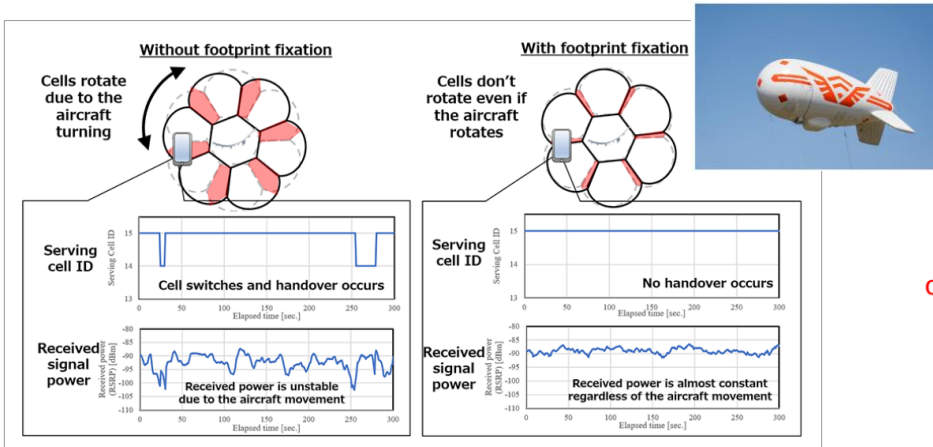 Without footprint fixation
Cells rotate
due to the
aircraft
turning
Serving
cell ID
Serving Cell ID
15
14
13
Cell switches and handover occurs
0 50 100 150 200 250 300
Elapsed time [sec.]
Received
signal
power
Received power
(RSRP) [dBm]
-80
-85
-90
-95
-100
-105
-110
Received power is unstable
due to the aircraft movement
0 50 100 150 200 250 300
Elapsed time [sec.]
With footprint fixation
Cells don't
rotate even if
the aircraft
rotates
Serving
cell ID
Serving Cell ID
15
14
13
No handover occurs
0 50 100 150 200 250 300
Elapsed time [sec.]
Received
signal
power
Received power
(RSRP) [dBm]
-85
-90
-95
-100
-105
-110
Received power is almost constant
regardless of the aircraft movement
0 50 100 150 200 250 300
Elapsed time [sec.]